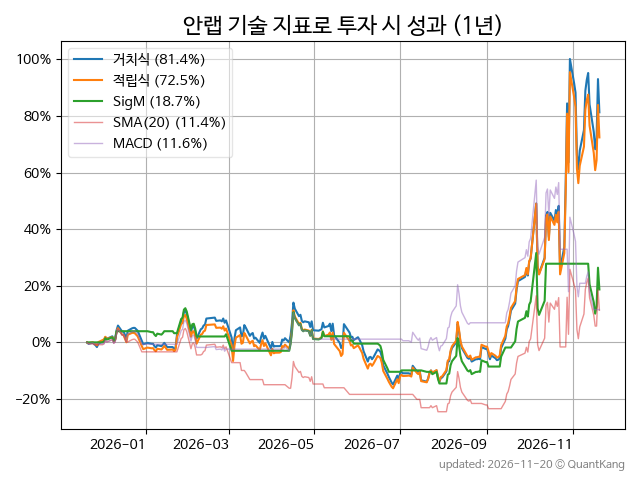 안랩 기술 지표로 투자 시 성과 (1년)
거치식 (81.4%)
적립식 (72.5%)
SigM (18.7%)
SMA(20) (11.4%)
MACD (11.6%)
100%
80%
60%
40%
20%
0%
−20%
2026-01 2026-03 2026-05 2026-07 2026-09 2026-11
updated: 2026-11-20 © QuantKang